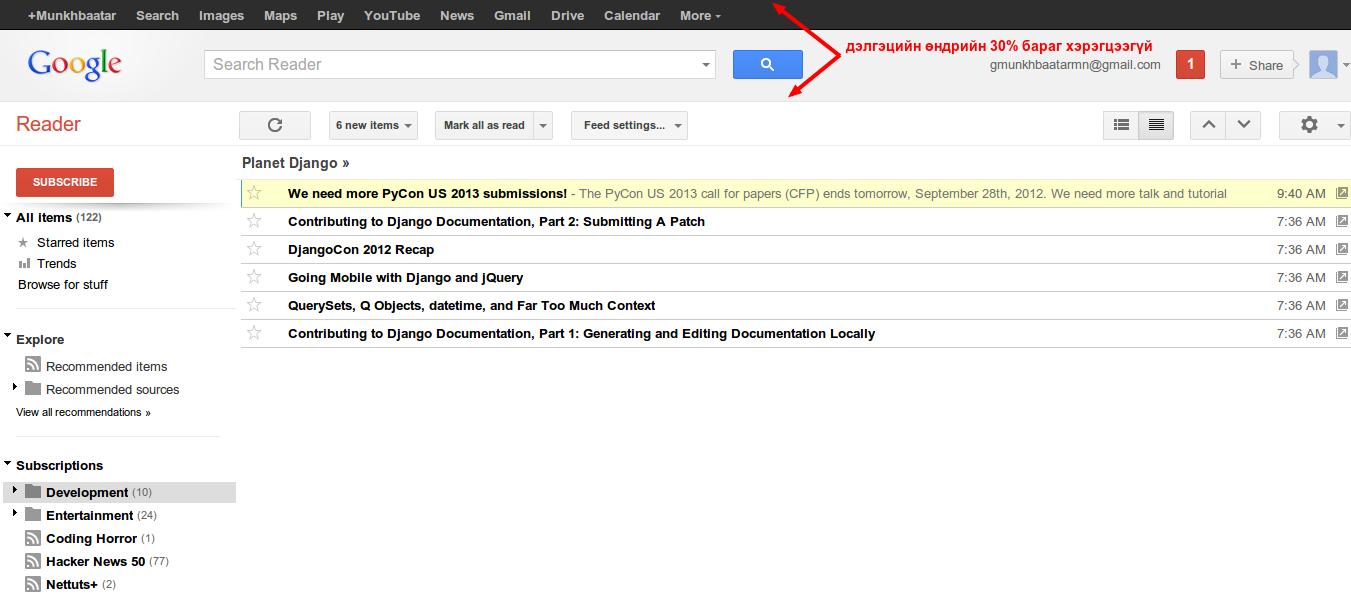 +Munkhbaatar Search Images Maps Play YouTube News Gmail Drive Calendar More
дэлгэцийн өндрийн 30% бараг хэрэгцээгүй
Google Search Reader gmunkhbaatarmn@gmail.com 1 + Share
Reader 6 new items Mark all as read Feed settings...
Planet Django »
SUBSCRIBE
We need more PyCon US 2013 submissions! - The PyCon US 2013 call for papers (CFP) ends tomorrow, September 28th, 2012. We need more talk and tutorial 9:40 AM
Contributing to Django Documentation, Part 2: Submitting A Patch 7:36 AM
DjangoCon 2012 Recap 7:36 AM
Going Mobile with Django and jQuery 7:36 AM
QuerySets, Q Objects, datetime, and Far Too Much Context 7:36 AM
Contributing to Django Documentation, Part 1: Generating and Editing Documentation Locally 7:36 AM
All items (122)
Starred items
Trends
Browse for stuff
Explore
Recommended items
Recommended sources
View all recommendations »
Subscriptions
Development (10)
Entertainment (24)
Coding Horror (1)
Hacker News 50 (77)
Nettuts+ (2)